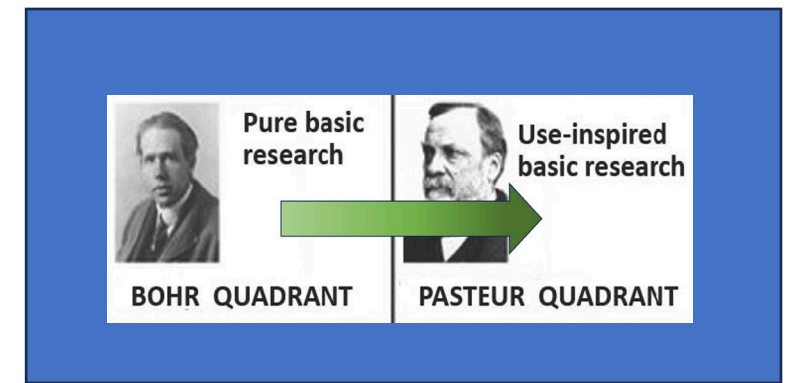 Pure basic
research
BOHR QUADRANT
Use-inspired
basic research
PASTEUR QUADRANT